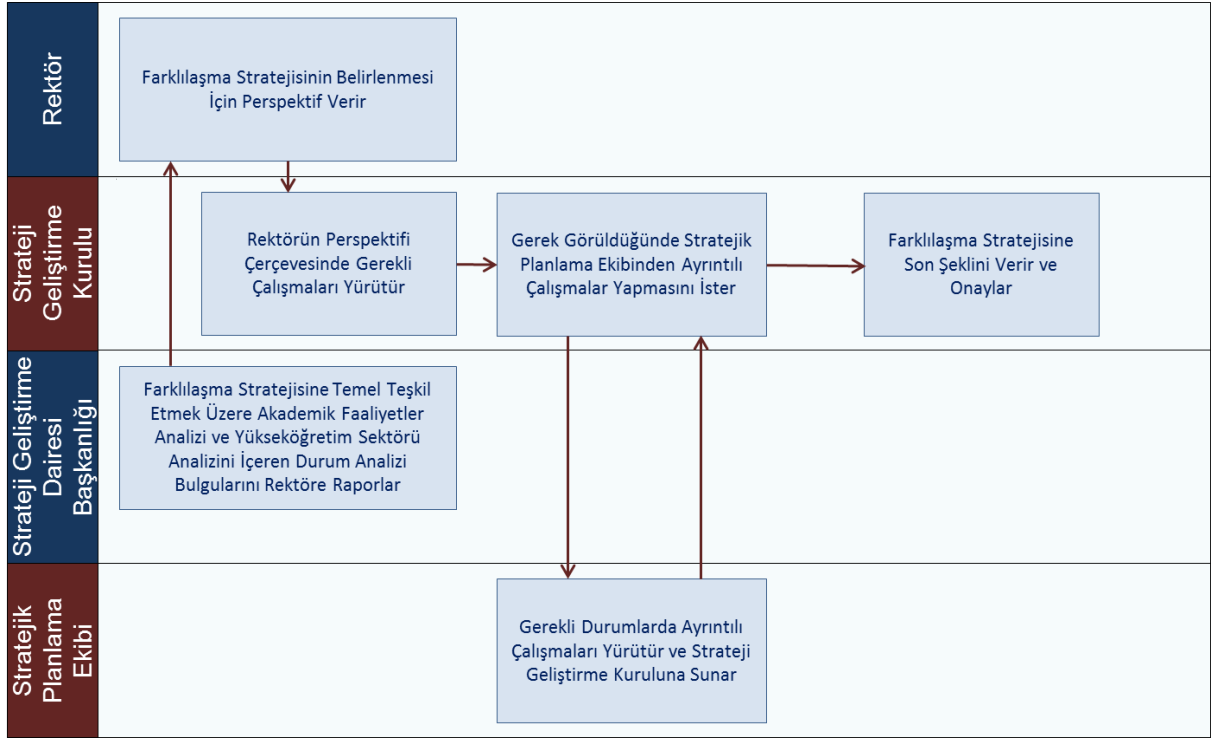 Rektör
Farklılaşma Stratejisinin Belirlenmesi
İçin Perspektif Verir
Strateji
Geliştirme
Kurulu
Rektörün Perspektifi
Çerçevesinde Gerekli
Çalışmaları Yürütür
Gerek Görüldüğünde Stratejik
Planlama Ekibinden Ayrıntılı
Çalışmalar Yapmasını İster
Farklılaşma Stratejisine
Son Şeklini Verir ve
Onaylar
Strateji Geliştirme
Dairesi
Başkanlığı
Farklılaşma Stratejisine Temel Teşkil
Etmek Üzere Akademik Faaliyetler
Analizi ve Yükseköğretim Sektörü
Analizini İçeren Durum Analizi
Bulgularını Rektöre Raporlar
Stratejik
Planlama
Ekibi
Gerekli Durumlarda Ayrıntılı
Çalışmaları Yürütür ve Strateji
Geliştirme Kuruluna Sunar